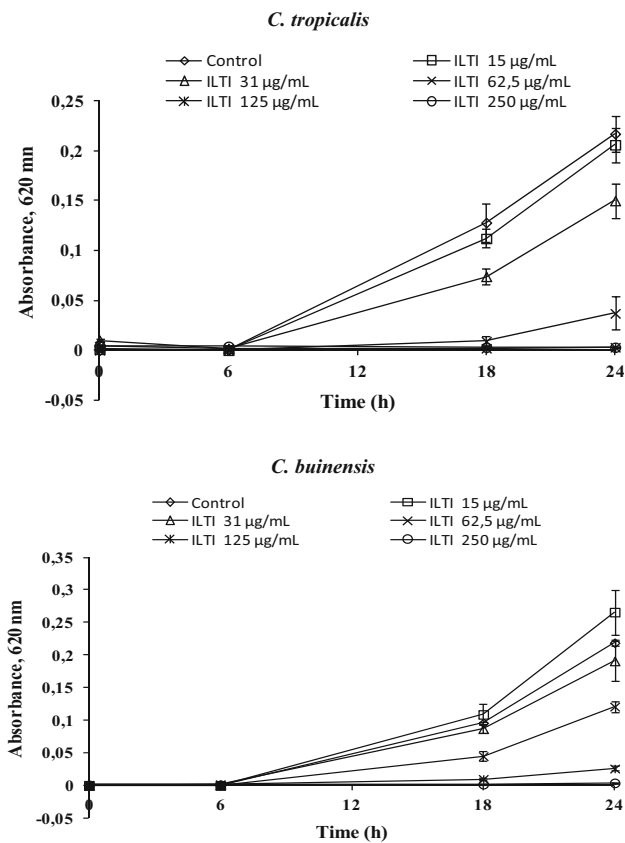 C. tropicalis
Control
ILTI 15 µg/mL
ILTI 31 µg/mL
ILTI 62,5 µg/mL
ILTI 125 µg/mL
ILTI 250 µg/mL
0,25
0,2
0,15
0,1
0,05
0
-0,05
Absorbance, 620 mn
0
6
12
18
24
Time (h)
C. buinensis
Control
ILTI 15 µg/mL
ILTI 31 µg/mL
ILTI 62,5 µg/mL
ILTI 125 µg/mL
ILTI 250 µg/mL
0,35
0,3
0,25
0,2
0,15
0,1
0,05
0
-0,05
Absorbance, 620 nm
0
6
12
18
24
Time (h)